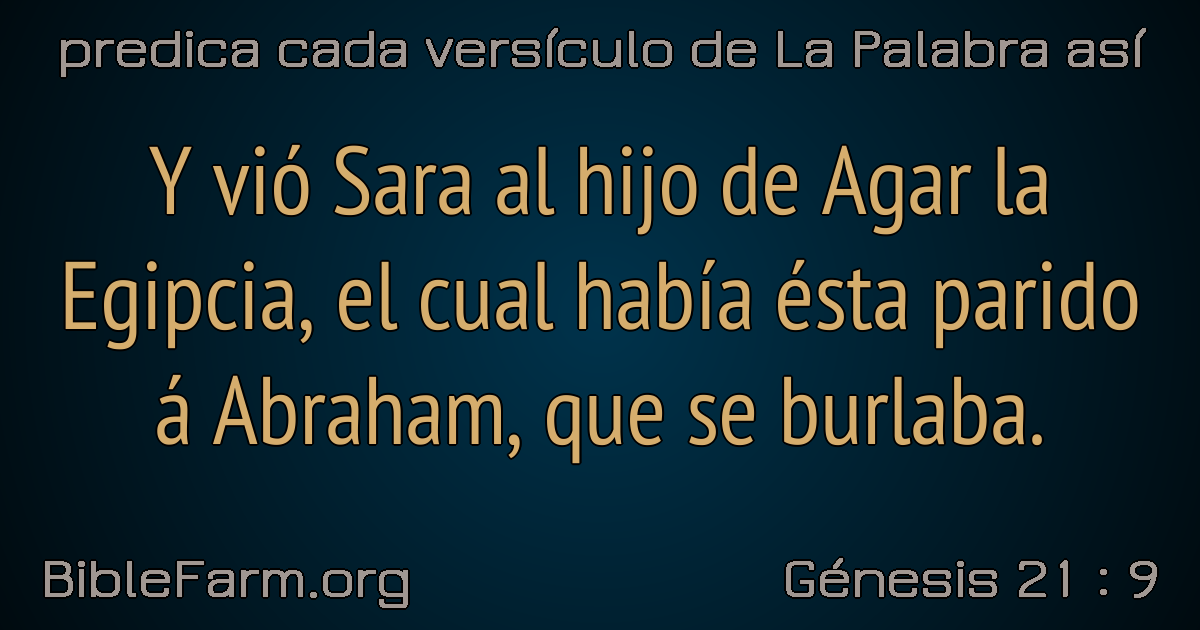 predica cada versículo de La Palabra así
Y vió Sara al hijo de Agar la
Egipcia, el cual había ésta parido
á Abraham, que se burlaba.
BibleFarm.org
Génesis 21 : 9